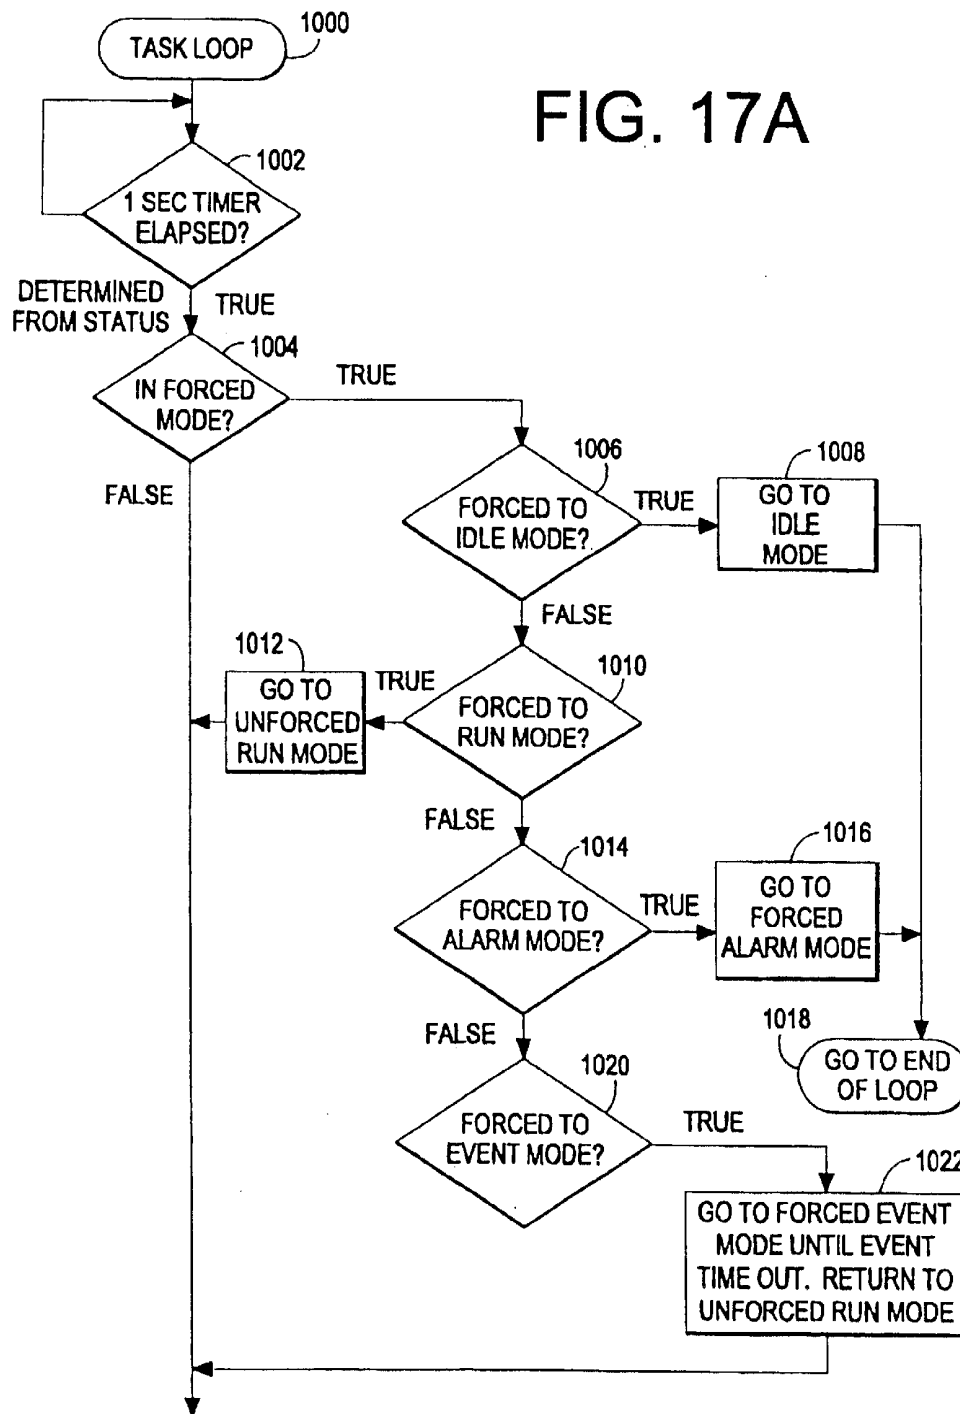 TASK LOOP
1000
FIG. 17A
1002
1 SEC TIMER
ELAPSED?
DETERMINED
FROM STATUS
TRUE
1004
IN FORCED
MODE?
TRUE
FALSE
1006
FORCED TO
IDLE MODE?
TRUE
1008
GO TO
IDLE
MODE
FALSE
1010
FORCED TO
RUN MODE?
TRUE
1012
GO TO
UNFORCED
RUN MODE
FALSE
1014
FORCED TO
ALARM MODE?
TRUE
1016
GO TO
FORCED
ALARM MODE
1018
GO TO END
OF LOOP
FALSE
1020
FORCED TO
EVENT MODE?
TRUE
1022
GO TO FORCED EVENT
MODE UNTIL EVENT
TIME OUT. RETURN TO
UNFORCED RUN MODE